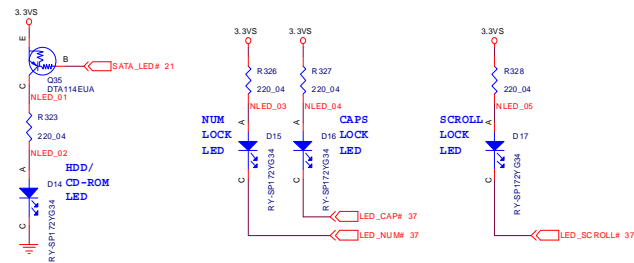 3.3VS
E
B
SATA_LED# 21
Q35
DTA114EUA
C
NLED_01
R323
220_04
NLED_02
A
HDD/
CD-ROM
LED
D14
RY-SP172YG34
C
3.3VS
R326
220_04
NLED_03
NUM
LOCK
LED
A
D15
RY-SP172YG34
C
3.3VS
R327
220_04
NLED_04
CAPS
LOCK
LED
A
D16
RY-SP172YG34
C
LED_CAP# 37
LED_NUM# 37
3.3VS
R328
220_04
NLED_05
SCROLL
LOCK
LED
A
D17
RY-SP172YG34
C
LED_SCROLL# 37